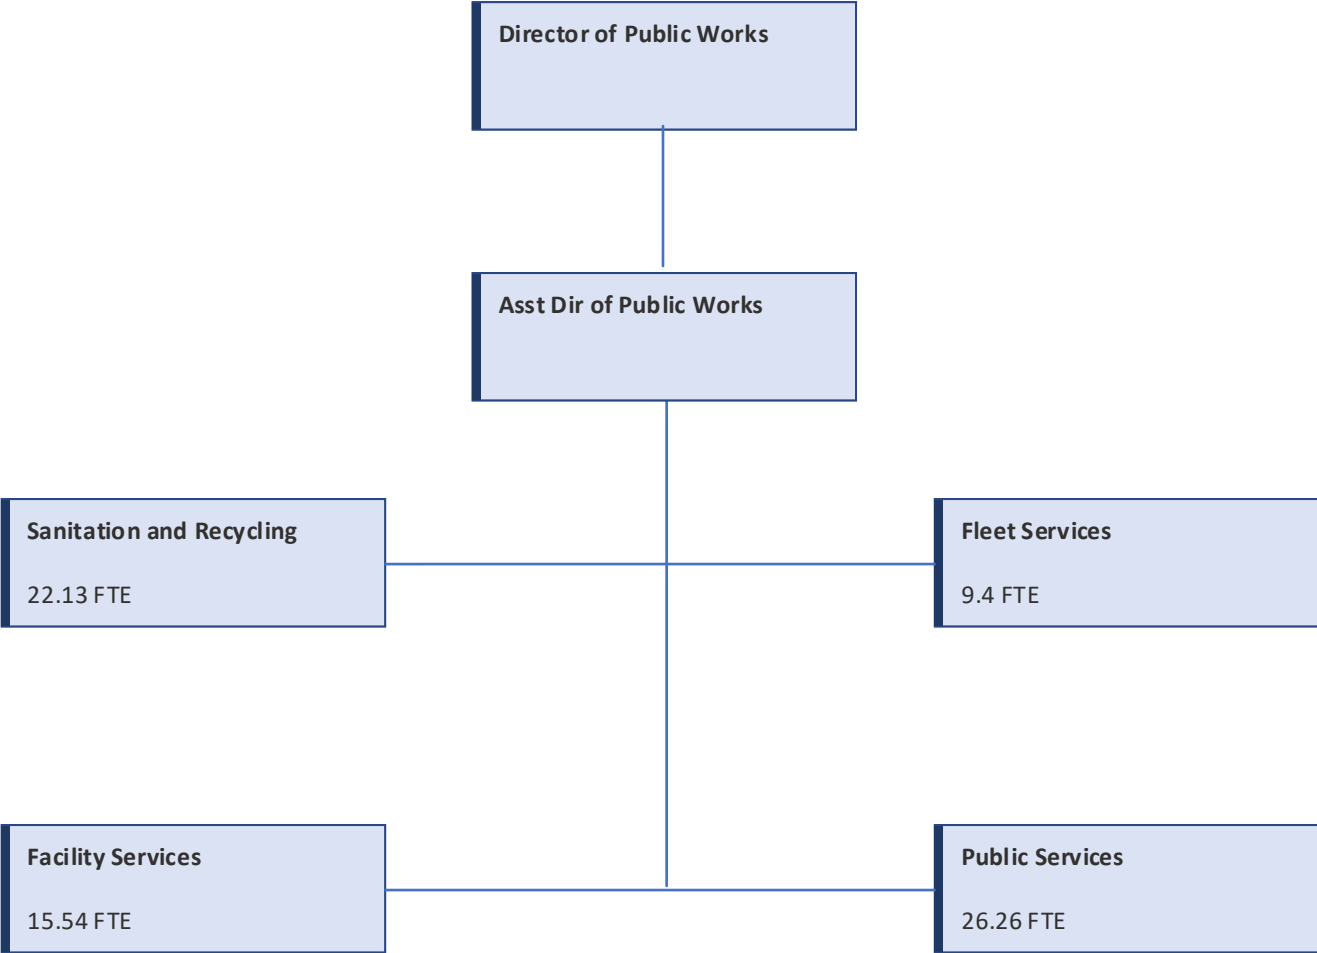 Director of Public Works
Asst Dir of Public Works
Sanitation and Recycling
22.13 FTE
Fleet Services
9.4 FTE
Facility Services
15.54 FTE
Public Services
26.26 FTE